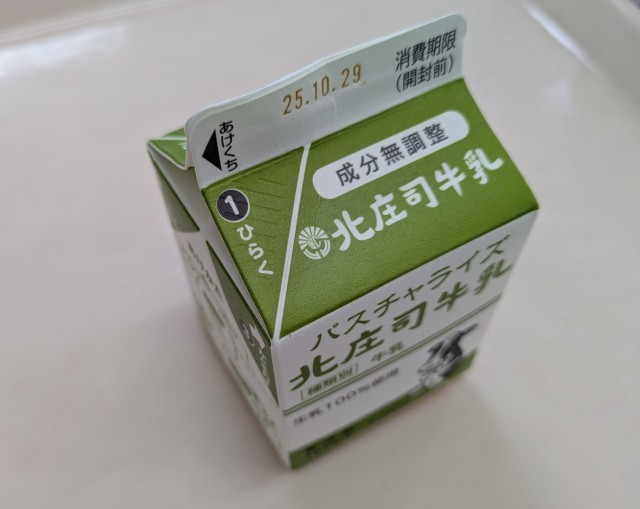 消費期限
(開封前)
25.10.29
あけくち
1
ひらく
成分無調整
北庄司牛乳
パスチャライズ
北庄司牛乳
[種類別] 牛乳
生乳100%使用